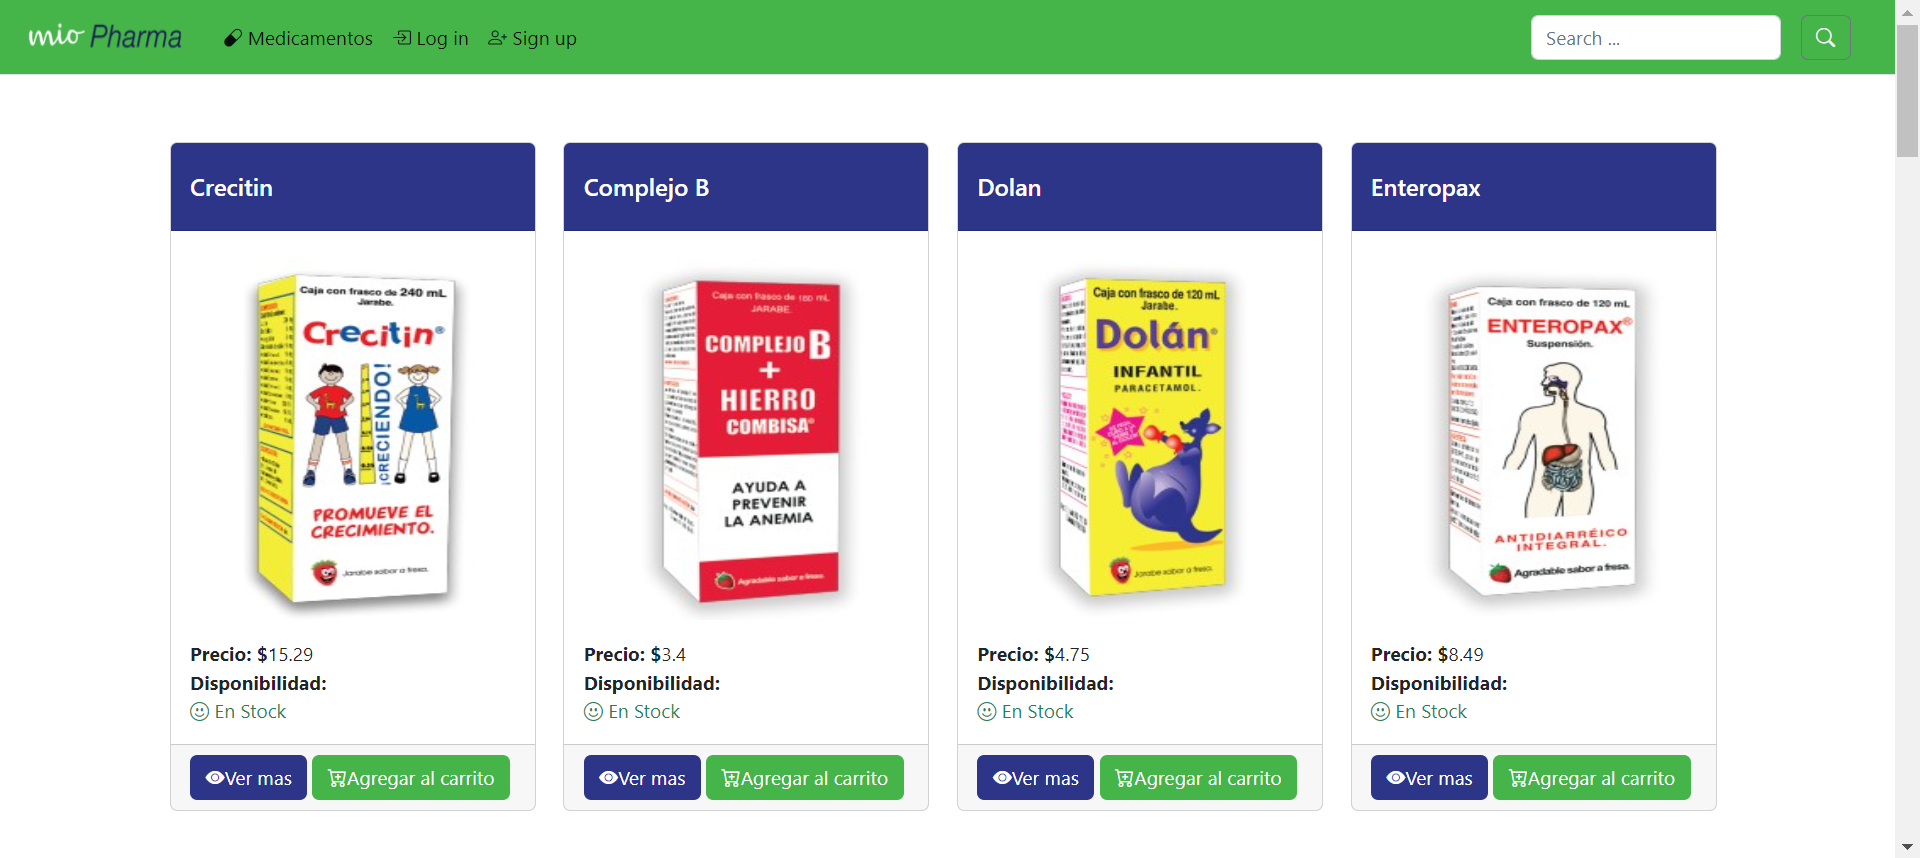 mio Pharma
Medicamentos
Log in
Sign up
Search ...
Crecitin
Complejo B
Dolan
Enteropax
Caja con frasco de 240 mL
Jarabe.
Crecitin®
¡CRECIENDO!
PROMUEVE EL
CRECIMIENTO.
Jarabe sabor a fresa.
Caja con frasco de 180 mL
JARABE.
COMPLEJO B
+
HIERRO
COMBISA®
AYUDA A
PREVENIR
LA ANEMIA
Agradable sabor a fresa.
Caja con frasco de 120 mL
Jarabe.
Dolán®
INFANTIL
PARACETAMOL.
Jarabe sabor a fresa.
Caja con frasco de 120 mL
ENTEROPAX®
Suspensión.
ANTIDIARRÉICO
INTEGRAL.
Agradable sabor a fresa.
Precio: $15.29
Disponibilidad:
En Stock
Ver mas
Agregar al carrito
Precio: $3.4
Disponibilidad:
En Stock
Ver mas
Agregar al carrito
Precio: $4.75
Disponibilidad:
En Stock
Ver mas
Agregar al carrito
Precio: $8.49
Disponibilidad:
En Stock
Ver mas
Agregar al carrito